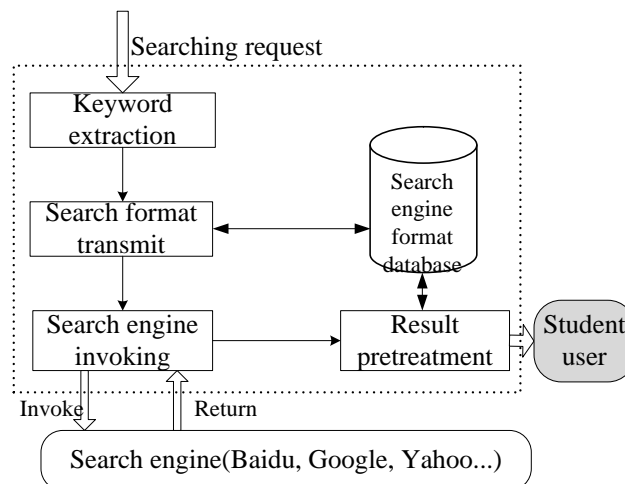 Searching request
Keyword
extraction
Search
engine
format
database
Search format
transmit
Search engine
invoking
Result
pretreatment
Student
user
Invoke
Return
Search engine(Baidu, Google, Yahoo...)